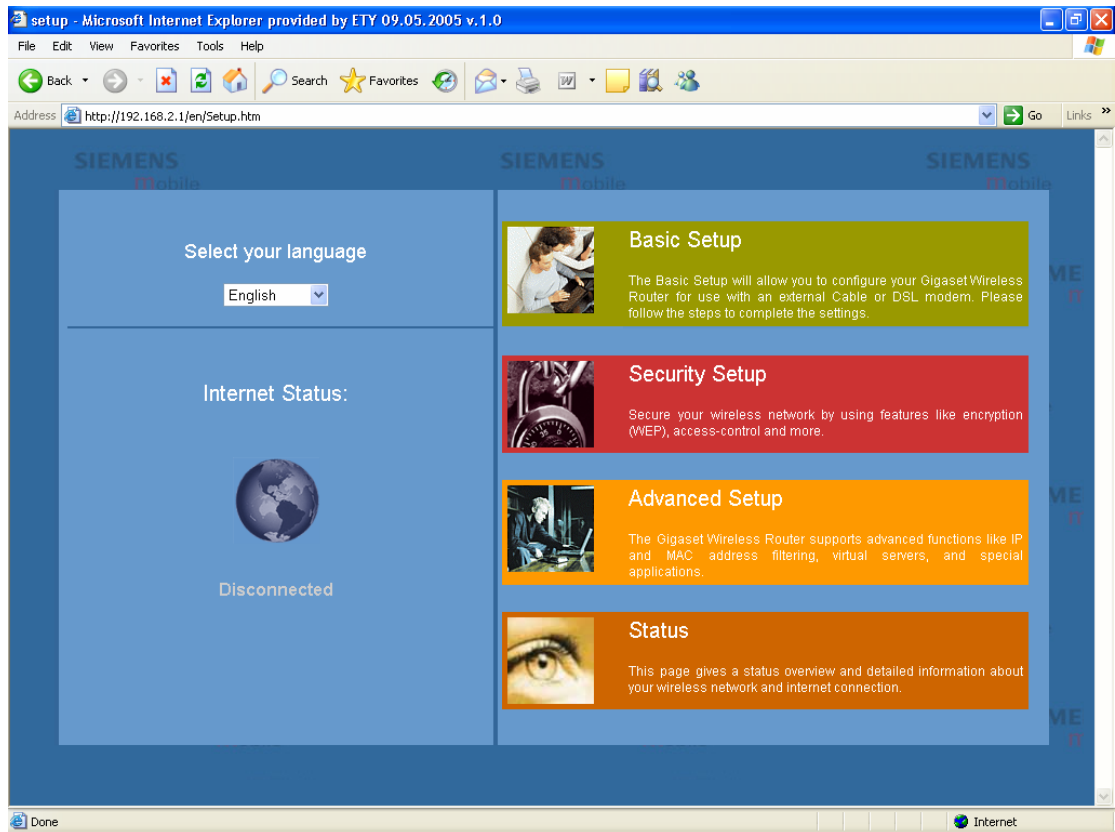 setup - Microsoft Internet Explorer provided by ETY 09.05.2005 v.1.0
File Edit View Favorites Tools Help
Back Search Favorites
Address http://192.168.2.1/en/Setup.htm Go Links »
SIEMENS SIEMENS SIEMENS
mobile mobile mobile
Select your language
English
Internet Status:
Disconnected
Basic Setup
The Basic Setup will allow you to configure your Gigaset Wireless
Router for use with an external Cable or DSL modem. Please
follow the steps to complete the settings.
Security Setup
Secure your wireless network by using features like encryption
(WEP), access-control and more.
Advanced Setup
The Gigaset Wireless Router supports advanced functions like IP
and MAC address filtering, virtual servers, and special
applications.
Status
This page gives a status overview and detailed information about
your wireless network and internet connection.
Done Internet